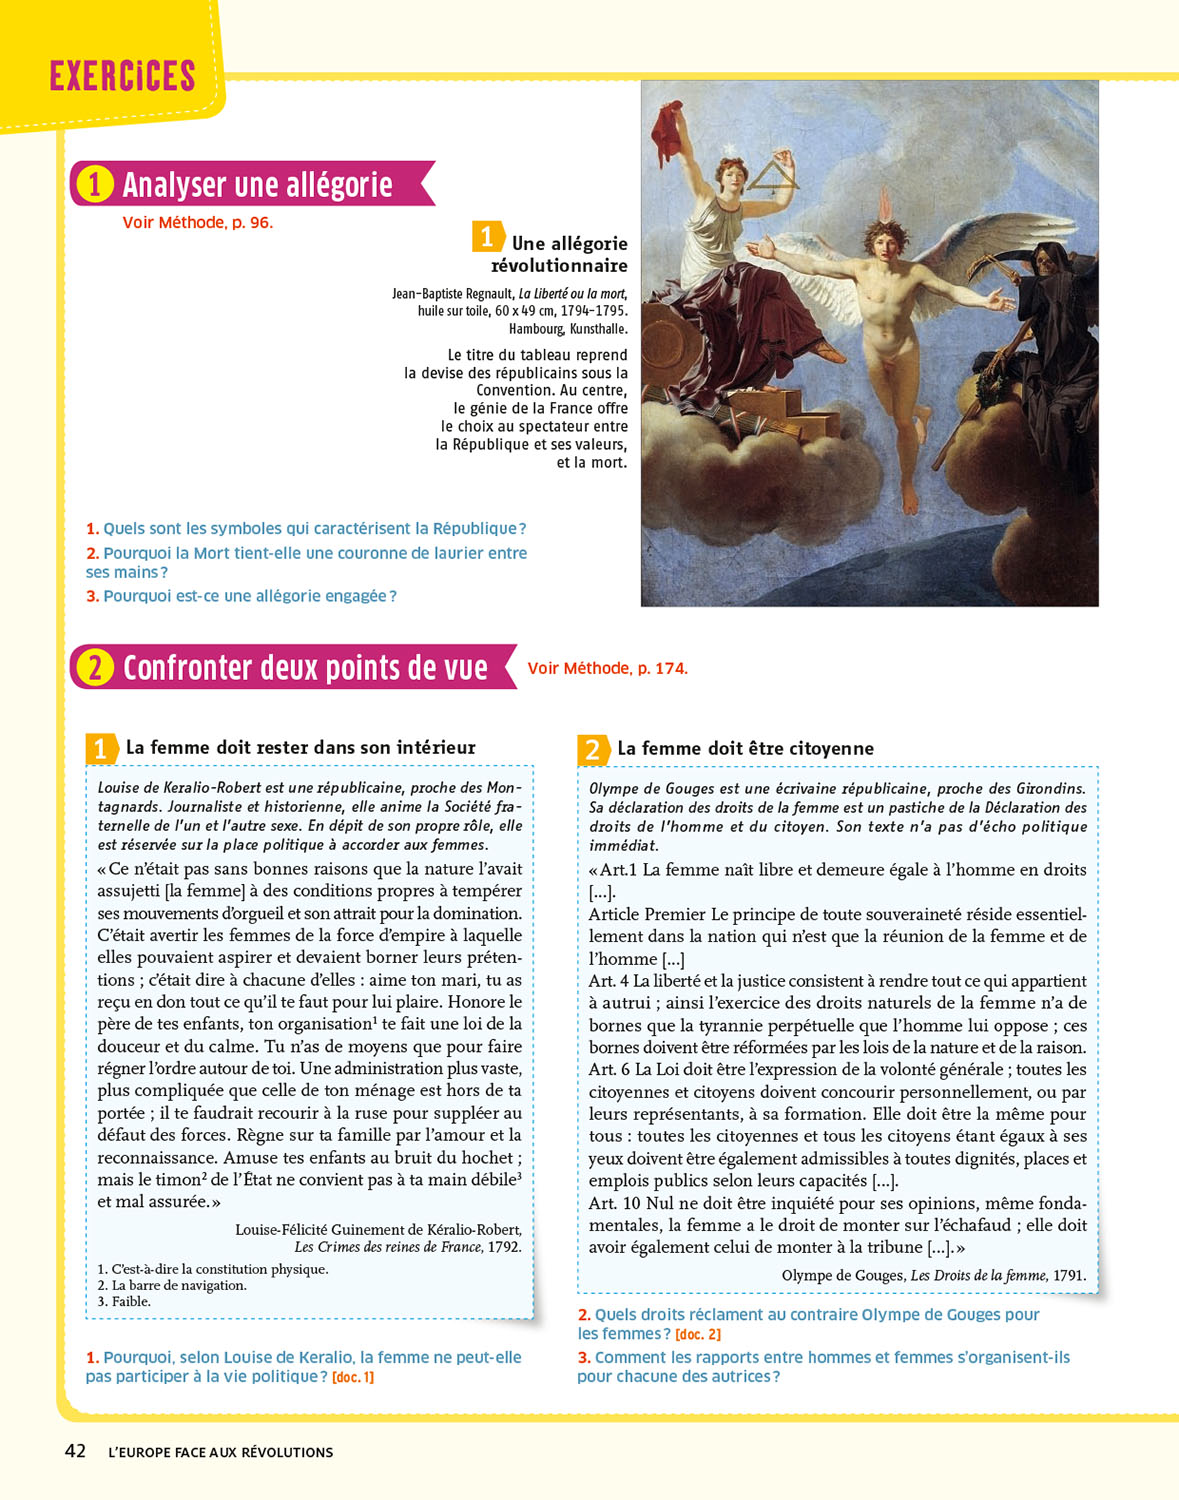 EXERCiCES
1 Analyser une allégorie
Voir Méthode, p. 96.
1 Une allégorie
révolutionnaire
Jean-Baptiste Regnault, La Liberté ou la mort,
huile sur toile, 60 x 49 cm, 1794-1795.
Hambourg, Kunsthalle.
Le titre du tableau reprend
la devise des républicains sous la
Convention. Au centre,
le génie de la France offre
le choix au spectateur entre
la République et ses valeurs,
et la mort.
1. Quels sont les symboles qui caractérisent la République ?
2. Pourquoi la Mort tient-elle une couronne de laurier entre
ses mains ?
3. Pourquoi est-ce une allégorie engagée ?
2 Confronter deux points de vue
Voir Méthode, p. 174.
1 La femme doit rester dans son intérieur
Louise de Keralio-Robert est une républicaine, proche des Mon-
tagnards. Journaliste et historienne, elle anime la Société fra-
ternelle de l'un et l'autre sexe. En dépit de son propre rôle, elle
est réservée sur la place politique à accorder aux femmes.
« Ce n'était pas sans bonnes raisons que la nature l'avait
assujetti [la femme] à des conditions propres à tempérer
ses mouvements d'orgueil et son attrait pour la domination.
C'était avertir les femmes de la force d'empire à laquelle
elles pouvaient aspirer et devaient borner leurs préten-
tions ; c'était dire à chacune d'elles : aime ton mari, tu as
reçu en don tout ce qu'il te faut pour lui plaire. Honore le
père de tes enfants, ton organisation¹ te fait une loi de la
douceur et du calme. Tu n'as de moyens que pour faire
régner l'ordre autour de toi. Une administration plus vaste,
plus compliquée que celle de ton ménage est hors de ta
portée ; il te faudrait recourir à la ruse pour suppléer au
défaut des forces. Règne sur ta famille par l'amour et la
reconnaissance. Amuse tes enfants au bruit du hochet ;
mais le timon² de l'État ne convient pas à ta main débile³
et mal assurée. »
Louise-Félicité Guinement de Kéralio-Robert,
Les Crimes des reines de France, 1792.
1. C'est-à-dire la constitution physique.
2. La barre de navigation.
3. Faible.
1. Pourquoi, selon Louise de Keralio, la femme ne peut-elle
pas participer à la vie politique ? [doc. 1]
2 La femme doit être citoyenne
Olympe de Gouges est une écrivaine républicaine, proche des Girondins.
Sa déclaration des droits de la femme est un pastiche de la Déclaration des
droits de l'homme et du citoyen. Son texte n'a pas d'écho politique
immédiat.
« Art.1 La femme naît libre et demeure égale à l'homme en droits
[...].
Article Premier Le principe de toute souveraineté réside essentiel-
lement dans la nation qui n'est que la réunion de la femme et de
l'homme [...]
Art. 4 La liberté et la justice consistent à rendre tout ce qui appartient
à autrui ; ainsi l'exercice des droits naturels de la femme n'a de
bornes que la tyrannie perpétuelle que l'homme lui oppose ; ces
bornes doivent être réformées par les lois de la nature et de la raison.
Art. 6 La Loi doit être l'expression de la volonté générale ; toutes les
citoyennes et citoyens doivent concourir personnellement, ou par
leurs représentants, à sa formation. Elle doit être la même pour
tous : toutes les citoyennes et tous les citoyens étant égaux à ses
yeux doivent être également admissibles à toutes dignités, places et
emplois publics selon leurs capacités [...].
Art. 10 Nul ne doit être inquiété pour ses opinions, même fonda-
mentales, la femme a le droit de monter sur l'échafaud ; elle doit
avoir également celui de monter à la tribune [...]. »
Olympe de Gouges, Les Droits de la femme, 1791.
2. Quels droits réclament au contraire Olympe de Gouges pour
les femmes ? [doc. 2]
3. Comment les rapports entre hommes et femmes s'organisent-ils
pour chacune des autrices ?
42 L'EUROPE FACE AUX RÉVOLUTIONS